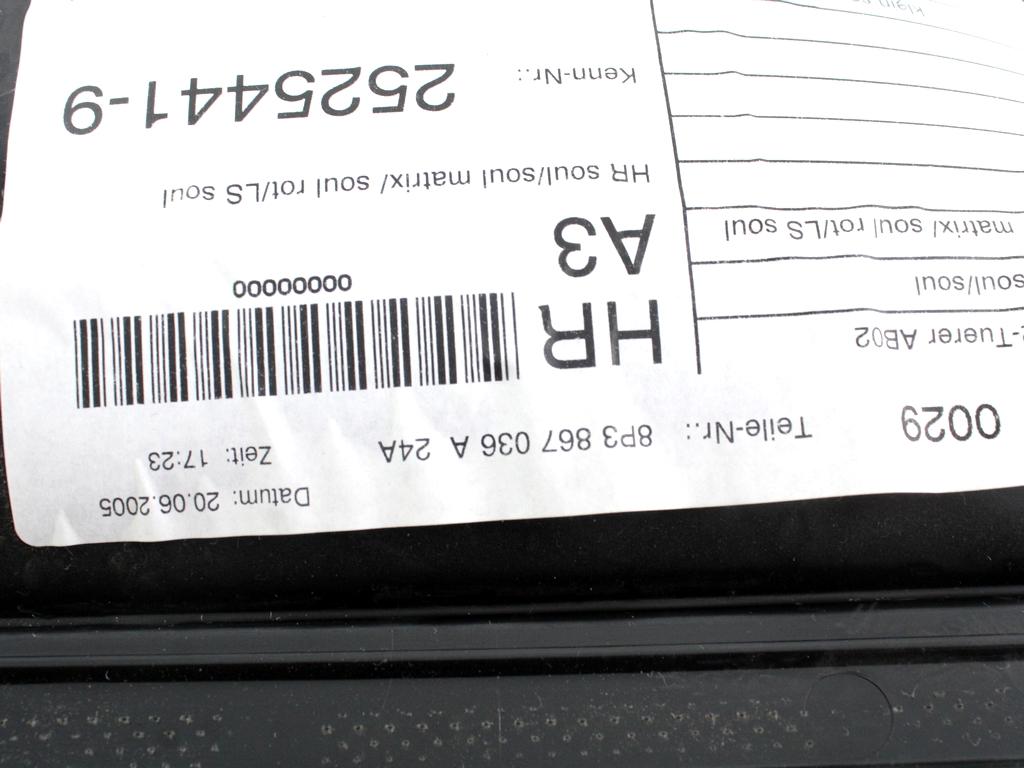 Datum: 20.06.2005
Zeit: 17:23
0029 Teile-Nr.: 8P3 867 036 A 24A
-Tuerer AB02
HR
00000000
soul/soul
A3
matrix/ soul rot/LS soul
HR soul/soul matrix/ soul rot/LS soul
Kenn-Nr.: 2525441-9